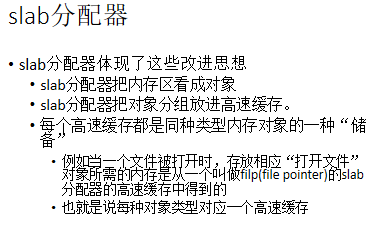 slab分配器
• slab分配器体现了这些改进思想
• slab分配器把内存区看成对象
• slab分配器把对象分组放进高速缓存。
• 每个高速缓存都是同种类型内存对象的一种“储
备”
• 例如当一个文件被打开时，存放相应“打开文件”
对象所需的内存是从一个叫做filp(file pointer)的slab
分配器的高速缓存中得到的
• 也就是说每种对象类型对应一个高速缓存